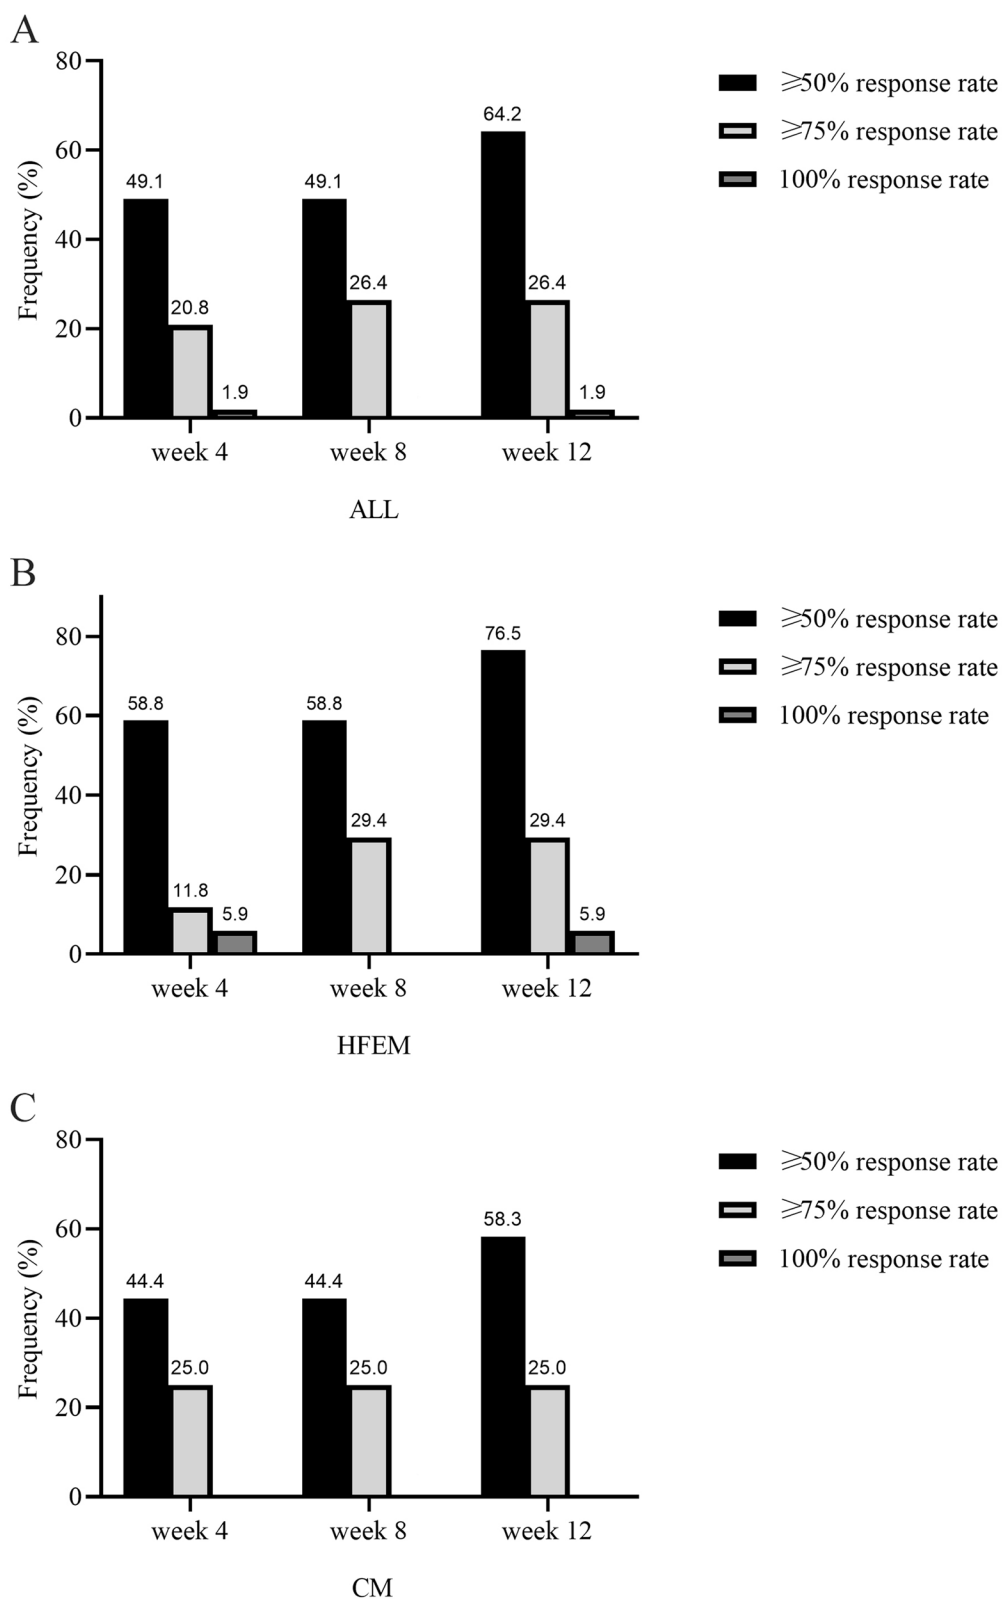 A
80
60
40
20
0
Frequency (%)
49.1
20.8
1.9
49.1
26.4
64.2
26.4
1.9
week 4
week 8
week 12
ALL
⩾50% response rate
⩾75% response rate
100% response rate
B
80
60
40
20
0
Frequency (%)
58.8
11.8
5.9
58.8
29.4
76.5
29.4
5.9
week 4
week 8
week 12
HFEM
⩾50% response rate
⩾75% response rate
100% response rate
C
80
60
40
20
0
Frequency (%)
44.4
25.0
44.4
25.0
58.3
25.0
week 4
week 8
week 12
CM
⩾50% response rate
⩾75% response rate
100% response rate